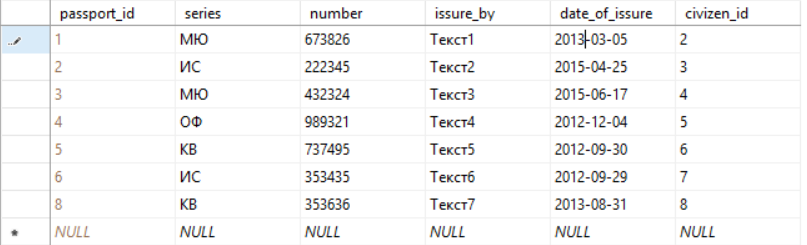 passport_id series number issure_by date_of_issure civizen_id
1 МЮ 673826 Текст1 2013-03-05 2
2 ИС 222345 Текст2 2015-04-25 3
3 МЮ 432324 Текст3 2015-06-17 4
4 ОФ 989321 Текст4 2012-12-04 5
5 КВ 737495 Текст5 2012-09-30 6
6 ИС 353435 Текст6 2012-09-29 7
8 КВ 353636 Текст7 2013-08-31 8
NULL NULL NULL NULL NULL NULL